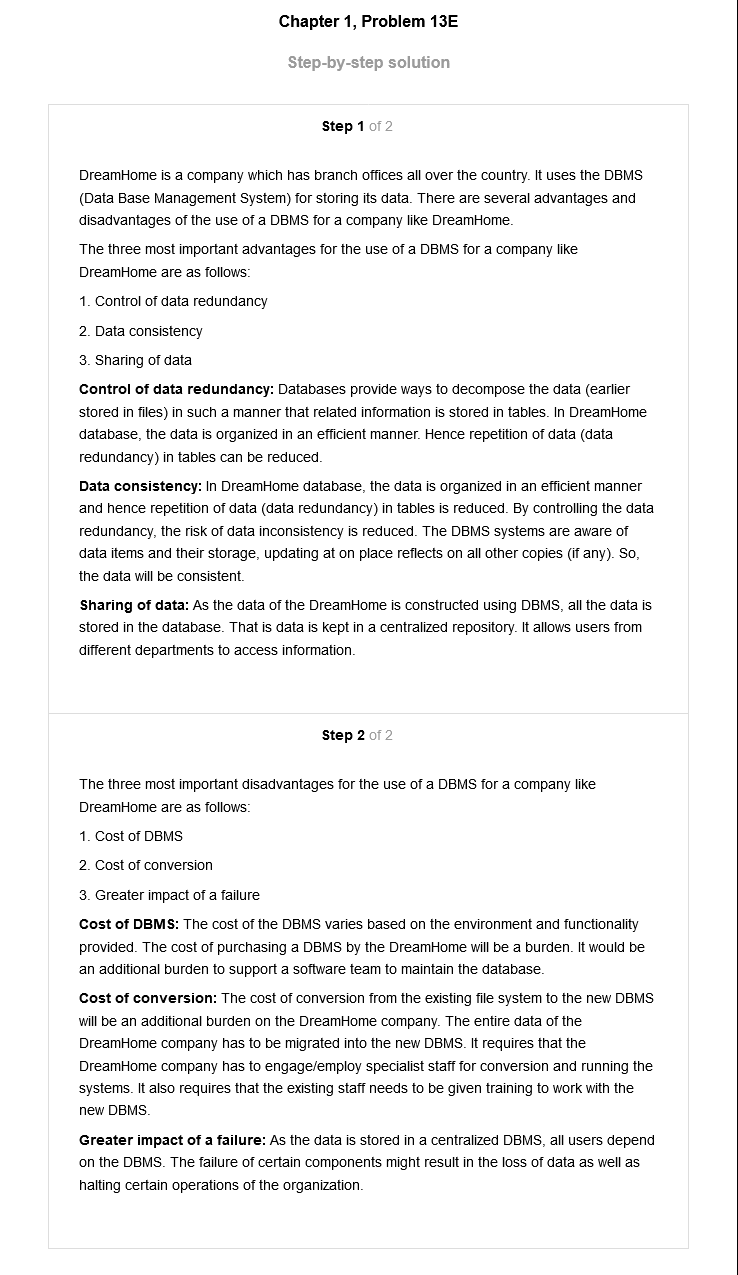 Chapter 1, Problem 13E
Step-by-step solution
Step 1 of 2
DreamHome is a company which has branch offices all over the country. It uses the DBMS
(Data Base Management System) for storing its data. There are several advantages and
disadvantages of the use of a DBMS for a company like DreamHome.
The three most important advantages for the use of a DBMS for a company like
DreamHome are as follows:
1. Control of data redundancy
2. Data consistency
3. Sharing of data
Control of data redundancy: Databases provide ways to decompose the data (earlier
stored in files) in such a manner that related information is stored in tables. In DreamHome
database, the data is organized in an efficient manner. Hence repetition of data (data
redundancy) in tables can be reduced.
Data consistency: In DreamHome database, the data is organized in an efficient manner
and hence repetition of data (data redundancy) in tables is reduced. By controlling the data
redundancy, the risk of data inconsistency is reduced. The DBMS systems are aware of
data items and their storage, updating at on place reflects on all other copies (if any). So,
the data will be consistent.
Sharing of data: As the data of the DreamHome is constructed using DBMS, all the data is
stored in the database. That is data is kept in a centralized repository. It allows users from
different departments to access information.
Step 2 of 2
The three most important disadvantages for the use of a DBMS for a company like
DreamHome are as follows:
1. Cost of DBMS
2. Cost of conversion
3. Greater impact of a failure
Cost of DBMS: The cost of the DBMS varies based on the environment and functionality
provided. The cost of purchasing a DBMS by the DreamHome will be a burden. It would be
an additional burden to support a software team to maintain the database.
Cost of conversion: The cost of conversion from the existing file system to the new DBMS
will be an additional burden on the DreamHome company. The entire data of the
DreamHome company has to be migrated into the new DBMS. It requires that the
DreamHome company has to engage/employ specialist staff for conversion and running the
systems. It also requires that the existing staff needs to be given training to work with the
new DBMS.
Greater impact of a failure: As the data is stored in a centralized DBMS, all users depend
on the DBMS. The failure of certain components might result in the loss of data as well as
halting certain operations of the organization.